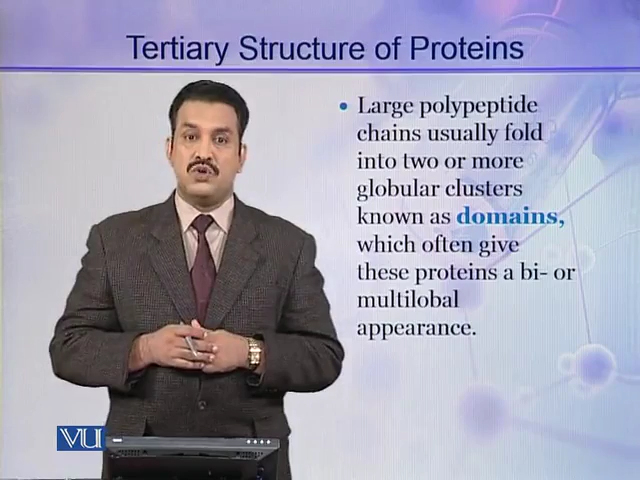 Tertiary Structure of Proteins
• Large polypeptide
chains usually fold
into two or more
globular clusters
known as domains,
which often give
these proteins a bi- or
multilobal
appearance.
VU